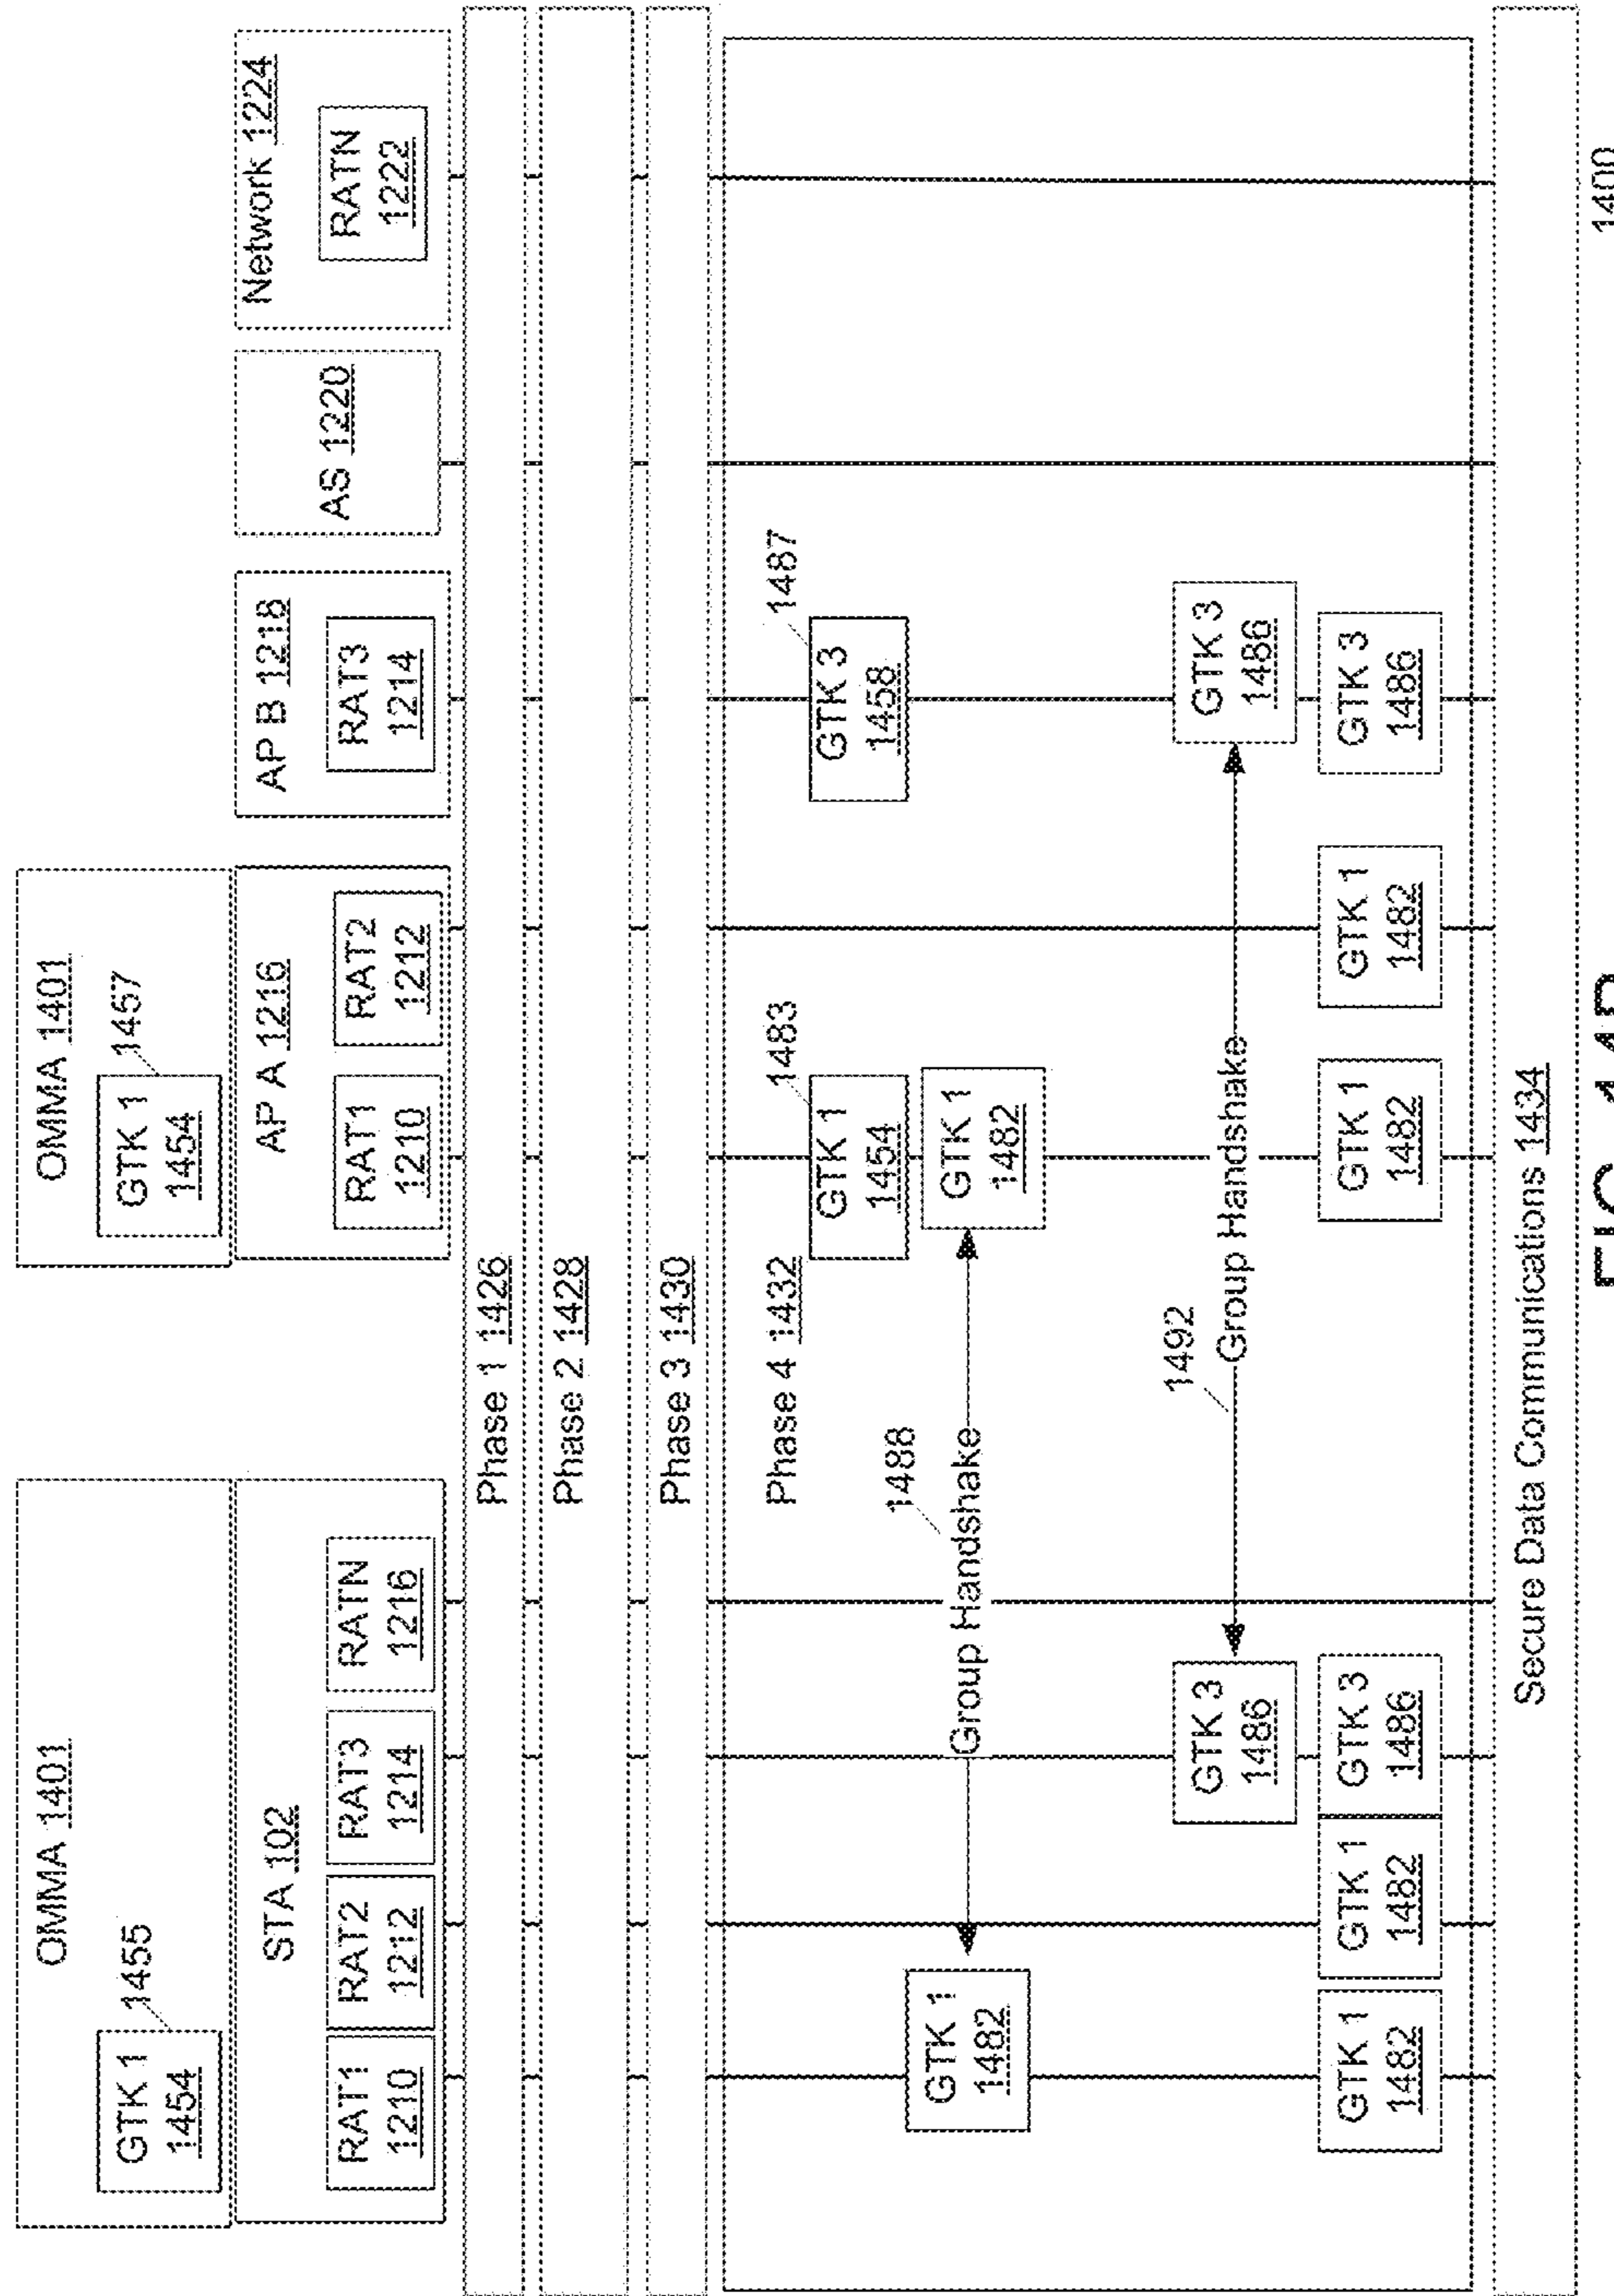 OMMA 1401
GTK 1
1454
1455
STA 102
RAT1
1210
RAT2
1212
RAT3
1214
RATN
1216
OMMA 1401
GTK 1
1454
1457
AP A 1216
RAT1
1210
RAT2
1212
AP B 1218
RAT3
1214
AS 1220
Network 1224
RATN
1222
Phase 1 1426
Phase 2 1428
Phase 3 1430
Phase 4 1432
GTK 1
1454
1483
GTK 3
1458
1487
1488
GTK 1
1482
Group Handshake
GTK 1
1482
1492
GTK 3
1486
Group Handshake
GTK 3
1486
GTK 1
1482
GTK 1
1482
GTK 3
1486
GTK 1
1482
GTK 1
1482
GTK 3
1486
Secure Data Communications 1434
1400